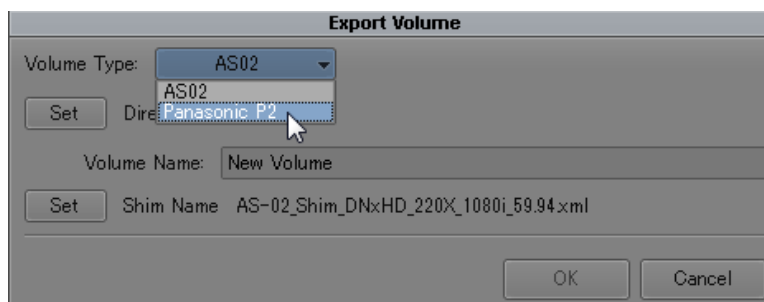 Export Volume
Volume Type: AS02
AS02
Set Dire Panasonic P2
Volume Name: New Volume
Set Shim Name AS-02_Shim_DNxHD_220X_1080i_59.94.xml
OK Cancel